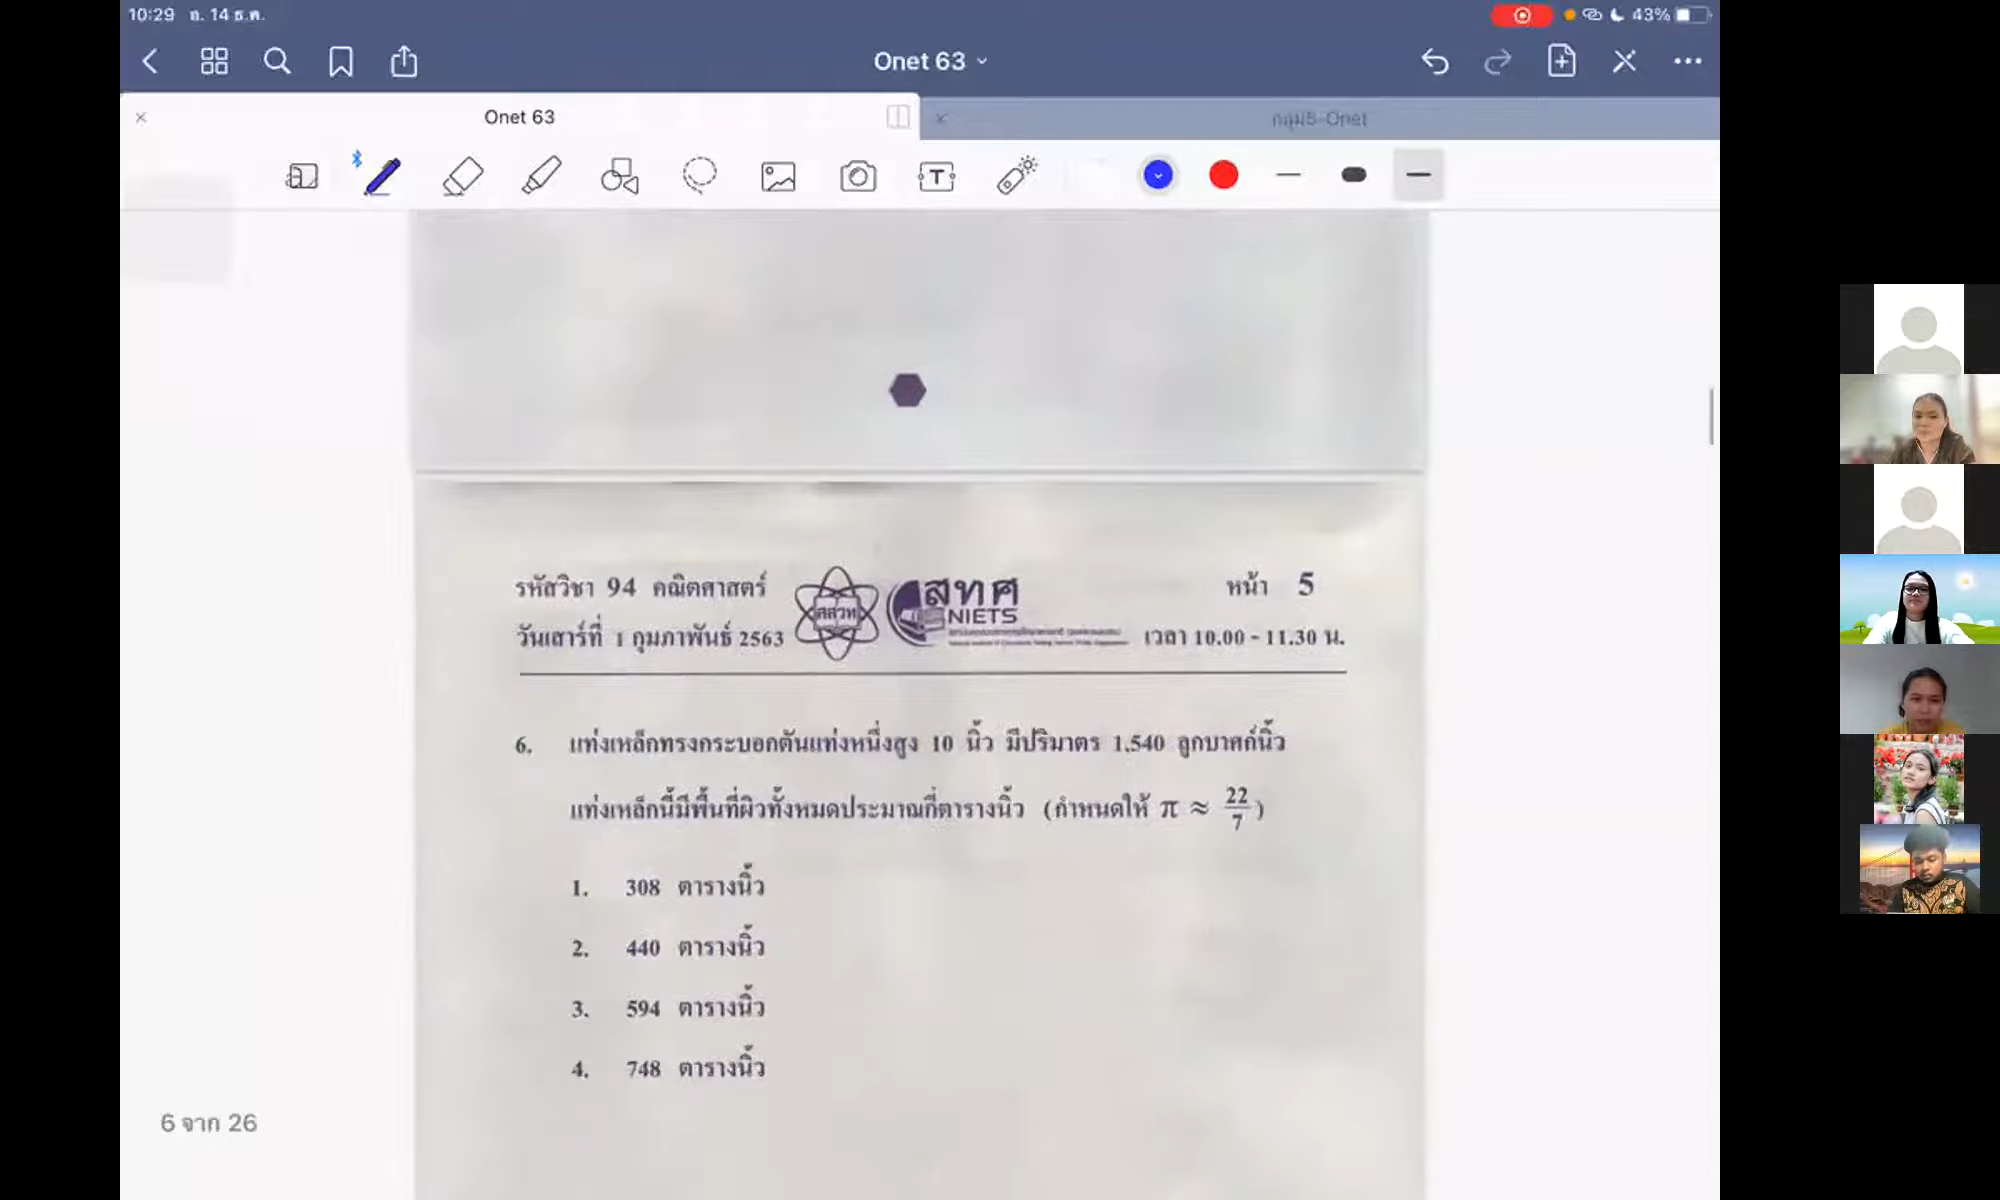 10:29 อ. 14 ธ.ค.
43%
Onet 63
Onet 63
กลุ่ม5-Onet
รหัสวิชา 94 คณิตศาสตร์
สสวท
สทศ
NIETS
หน้า 5
วันเสาร์ที่ 1 กุมภาพันธ์ 2563
เวลา 10.00 - 11.30 น.
6. แท่งเหล็กทรงกระบอกตันแท่งหนึ่งสูง 10 นิ้ว มีปริมาตร 1,540 ลูกบาศก์นิ้ว
แท่งเหล็กนี้มีพื้นที่ผิวทั้งหมดประมาณกี่ตารางนิ้ว (กำหนดให้ π ≈ 22/7)
1. 308 ตารางนิ้ว
2. 440 ตารางนิ้ว
3. 594 ตารางนิ้ว
4. 748 ตารางนิ้ว
6 จาก 26